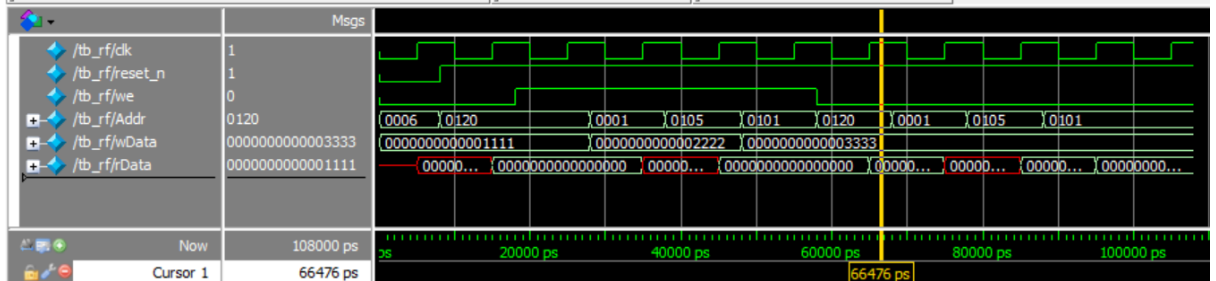 Msgs
/tb_rf/clk 1
/tb_rf/reset_n 1
/tb_rf/we 0
/tb_rf/Addr 0120 0006 0120 0001 0105 0101 0120 0001 0105 0101
/tb_rf/wData 0000000000003333 0000000000001111 0000000000002222 0000000000003333
/tb_rf/rData 0000000000001111 00000... 0000000000000000 00000... 0000000000000000 00000... 00000... 00000... 00000000...
Now 108000 ps ps 20000 ps 40000 ps 60000 ps 80000 ps 100000 ps
Cursor 1 66476 ps 66476 ps